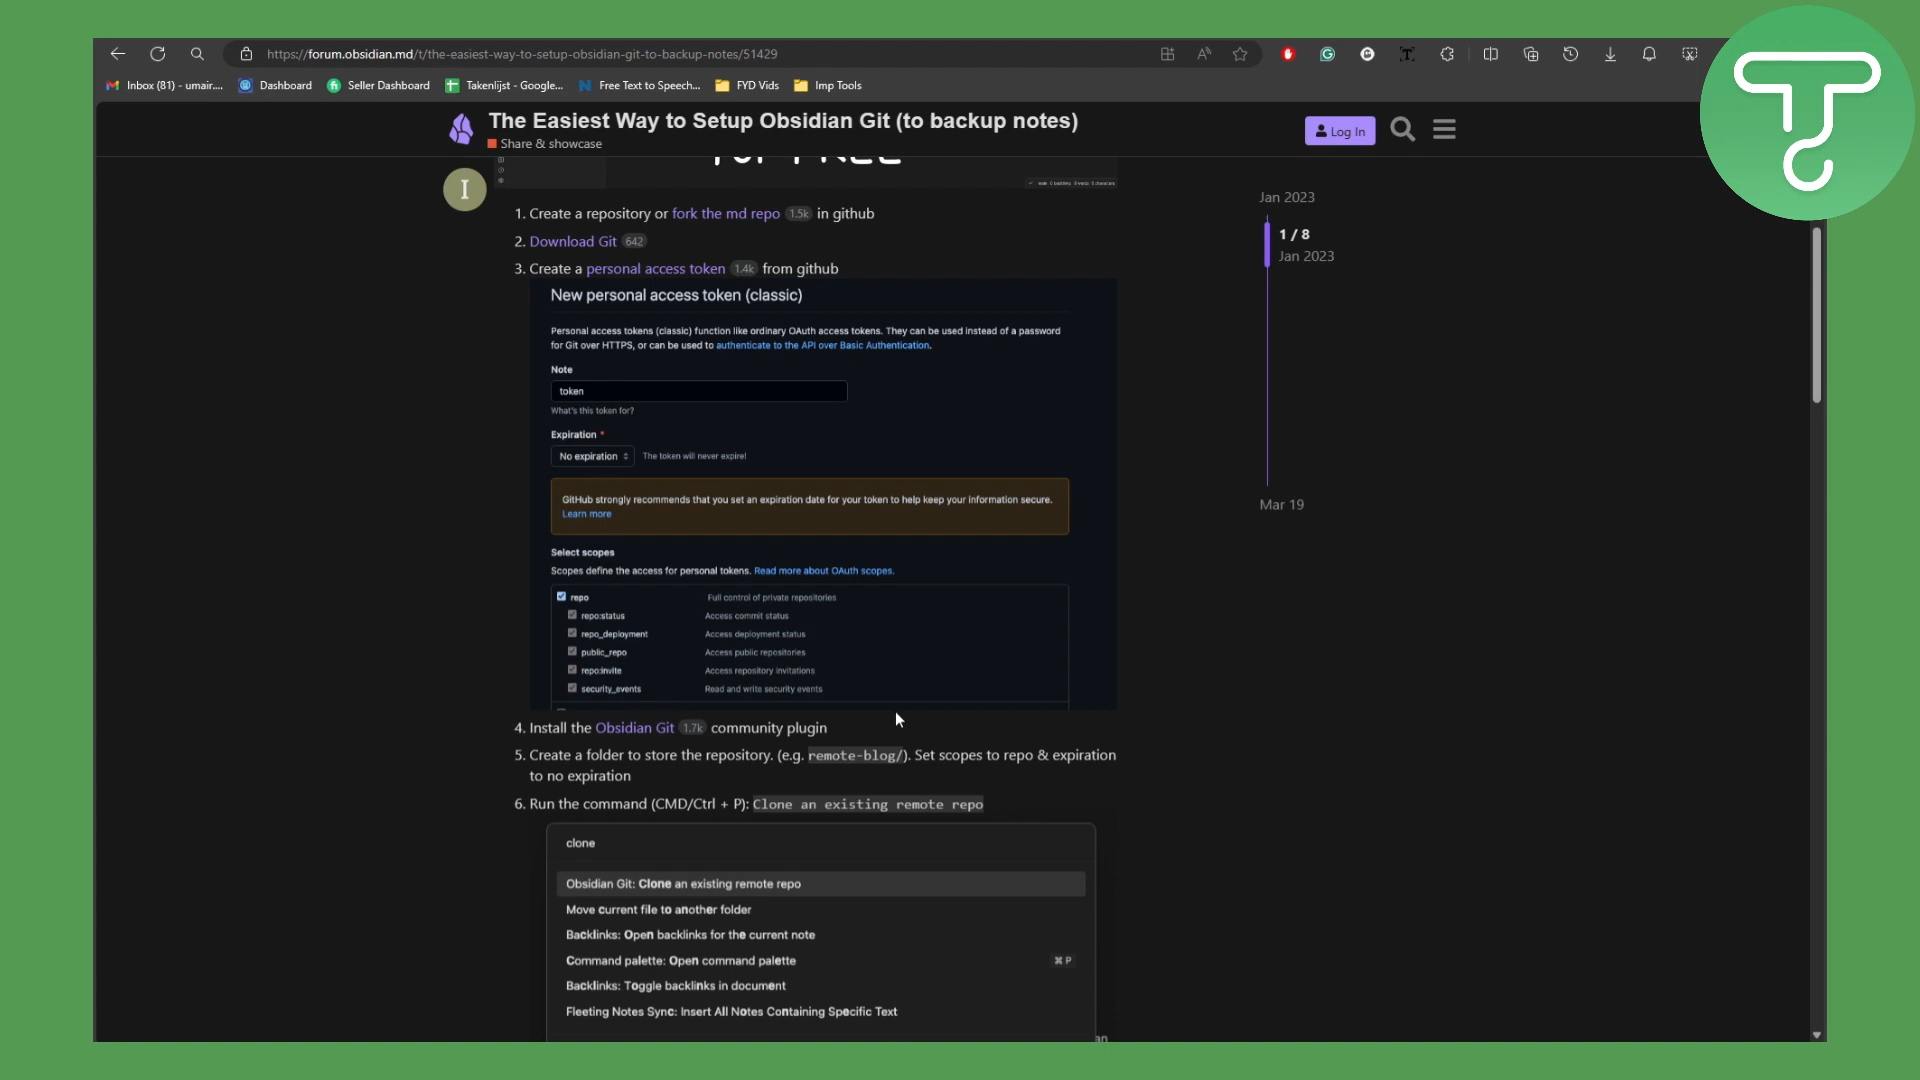 https://forum.obsidian.md/t/the-easiest-way-to-setup-obsidian-git-to-backup-notes/51429
Inbox (81) - umair....
Dashboard
Seller Dashboard
Takenlijst - Google...
Free Text to Speech...
FYD Vids
Imp Tools
The Easiest Way to Setup Obsidian Git (to backup notes)
Share & showcase
Log In
I
1. Create a repository or fork the md repo 1.5k in github
2. Download Git 642
3. Create a personal access token 1.4k from github
New personal access token (classic)
Personal access tokens (classic) function like ordinary OAuth access tokens. They can be used instead of a password
for Git over HTTPS, or can be used to authenticate to the API over Basic Authentication.
Note
token
What's this token for?
Expiration *
No expiration
The token will never expire!
GitHub strongly recommends that you set an expiration date for your token to help keep your information secure.
Learn more
Select scopes
Scopes define the access for personal tokens. Read more about OAuth scopes.
repo Full control of private repositories
repo:status Access commit status
repo_deployment Access deployment status
public_repo Access public repositories
repo:invite Access repository invitations
security_events Read and write security events
4. Install the Obsidian Git 1.7k community plugin
5. Create a folder to store the repository. (e.g. remote-blog/). Set scopes to repo & expiration
to no expiration
6. Run the command (CMD/Ctrl + P): Clone an existing remote repo
clone
Obsidian Git: Clone an existing remote repo
Move current file to another folder
Backlinks: Open backlinks for the current note
Command palette: Open command palette ⌘ P
Backlinks: Toggle backlinks in document
Fleeting Notes Sync: Insert All Notes Containing Specific Text
Jan 2023
1 / 8
Jan 2023
Mar 19